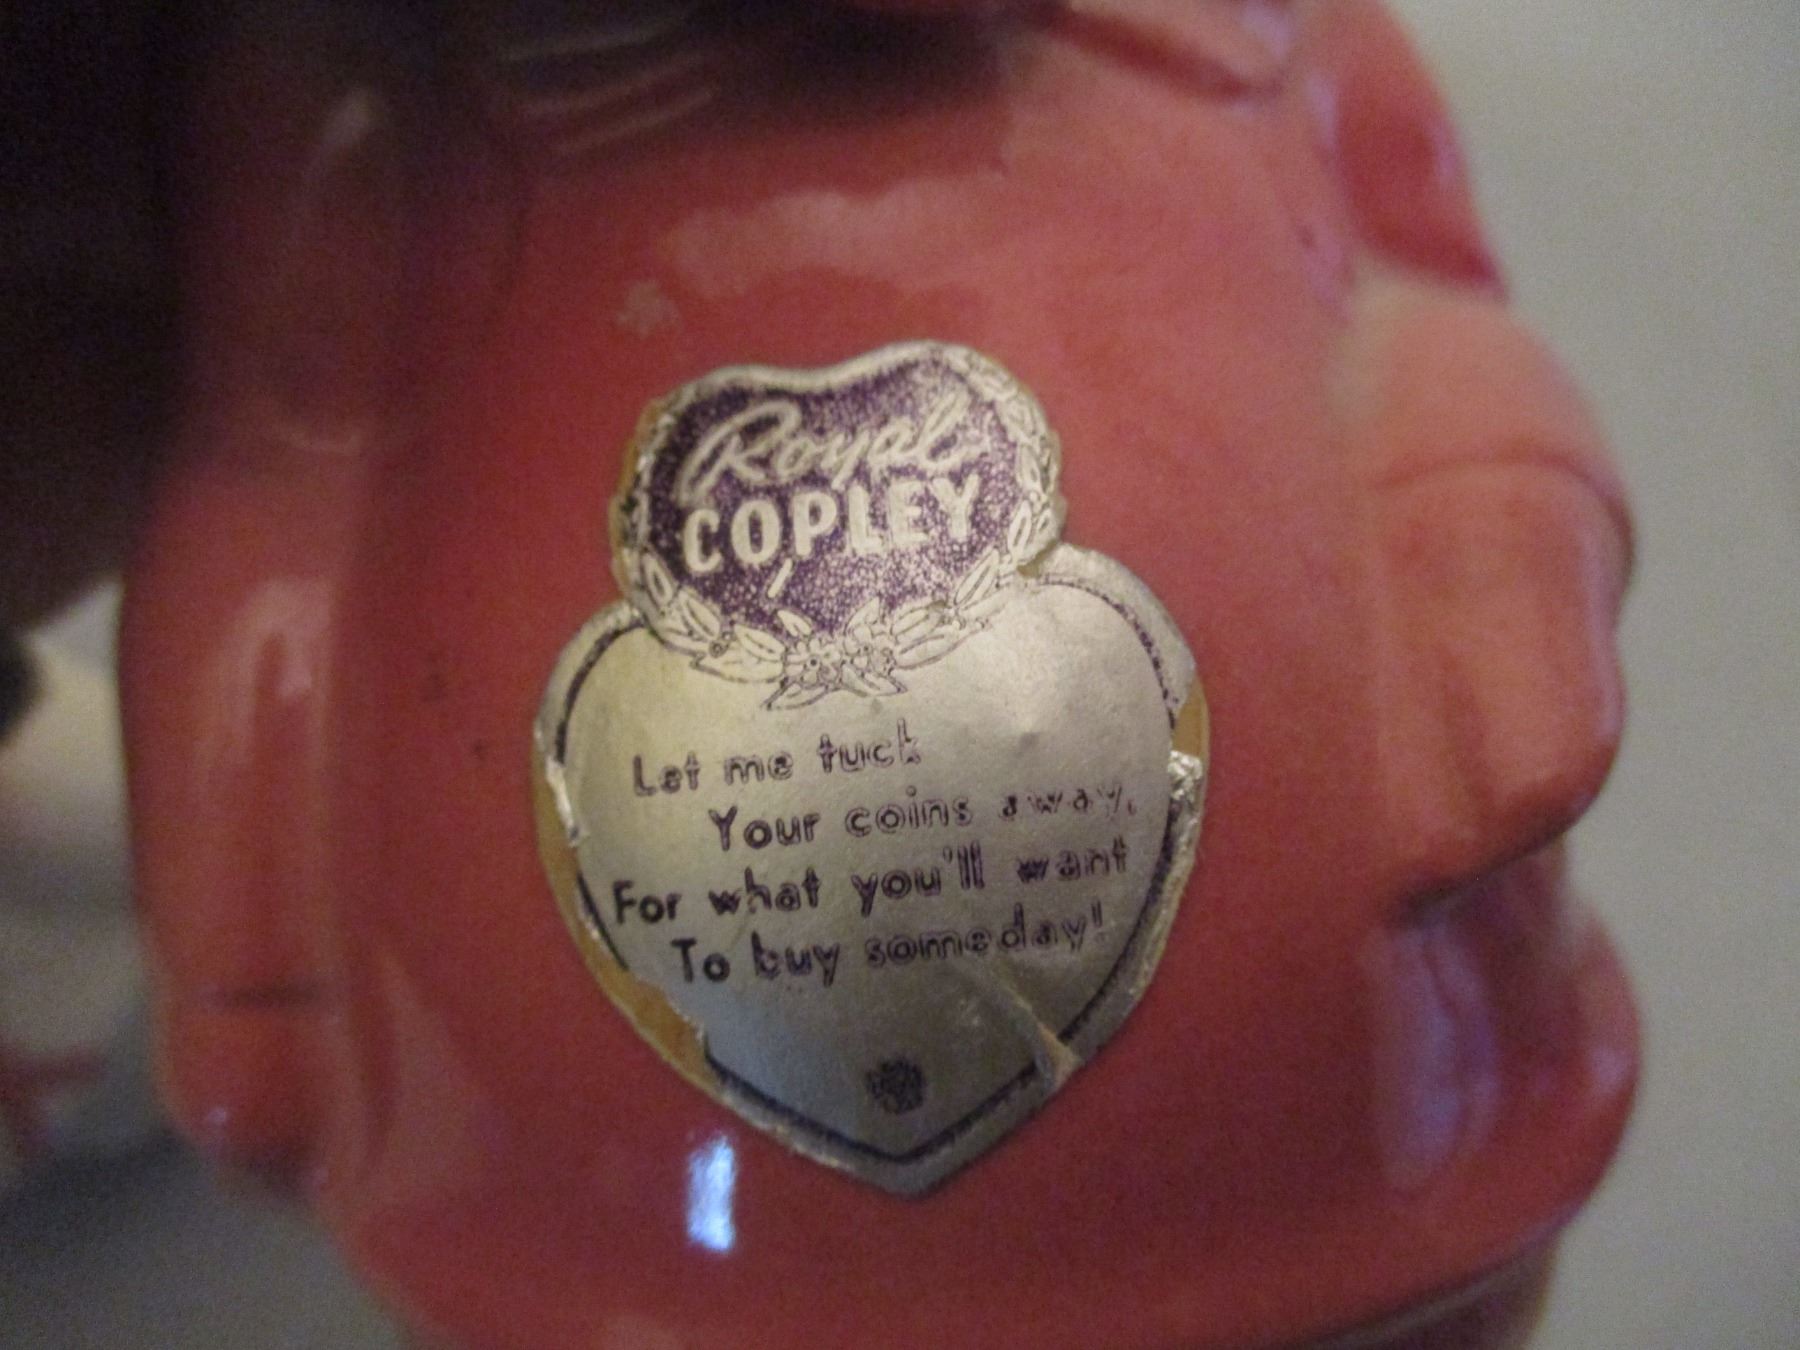 Royal
COPLEY
Let me tuck
Your coins away,
For what you'll want
To buy someday!